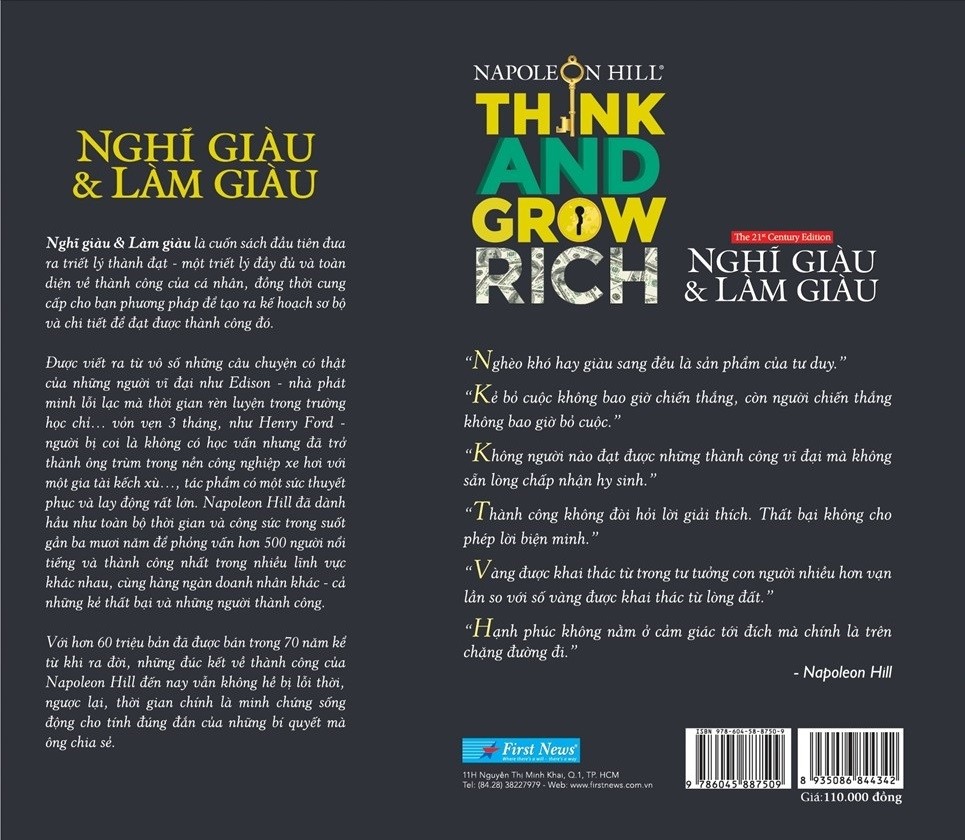 NGHĨ GIÀU
& LÀM GIÀU
Nghĩ giàu & Làm giàu là cuốn sách đầu tiên đưa
ra triết lý thành đạt - một triết lý đầy đủ và toàn
diện về thành công của cá nhân, đồng thời cung
cấp cho bạn phương pháp để tạo ra kế hoạch sơ bộ
và chi tiết để đạt được thành công đó.
Được viết ra từ vô số những câu chuyện có thật
của những người vĩ đại như Edison - nhà phát
minh lỗi lạc mà thời gian rèn luyện trong trường
học chỉ... vỏn vẹn 3 tháng, như Henry Ford -
người bị coi là không có học vấn nhưng đã trở
thành ông trùm trong nền công nghiệp xe hơi với
một gia tài kếch xù..., tác phẩm có một sức thuyết
phục và lay động rất lớn. Napoleon Hill đã dành
hầu như toàn bộ thời gian và công sức trong suốt
gần ba mươi năm để phỏng vấn hơn 500 người nổi
tiếng và thành công nhất trong nhiều lĩnh vực
khác nhau, cùng hàng ngàn doanh nhân khác - cả
những kẻ thất bại và những người thành công.
Với hơn 60 triệu bản đã được bán trong 70 năm kể
từ khi ra đời, những đúc kết về thành công của
Napoleon Hill đến nay vẫn không hề bị lỗi thời,
ngược lại, thời gian chính là minh chứng sống
động cho tính đúng đắn của những bí quyết mà
ông chia sẻ.
NAPOLEON HILL®
THINK
AND
GROW
RICH
The 21st Century Edition
NGHĨ GIÀU
& LÀM GIÀU
“Nghèo khó hay giàu sang đều là sản phẩm của tư duy.”
“Kẻ bỏ cuộc không bao giờ chiến thắng, còn người chiến thắng
không bao giờ bỏ cuộc.”
“Không người nào đạt được những thành công vĩ đại mà không
sẵn lòng chấp nhận hy sinh.”
“Thành công không đòi hỏi lời giải thích. Thất bại không cho
phép lời biện minh.”
“Vàng được khai thác từ trong tư tưởng con người nhiều hơn vạn
lần so với số vàng được khai thác từ lòng đất.”
“Hạnh phúc không nằm ở cảm giác tới đích mà chính là trên
chặng đường đi.”
- Napoleon Hill
First News®
Where there's a will - there's a way
11H Nguyễn Thị Minh Khai, Q.1, TP. HCM
Tel: (84.28) 38227979 - Web: www.firstnews.com.vn
ISBN 978-604-58-8750-9
9 786045 887509
8 935086 844342
Giá:110.000 đồng